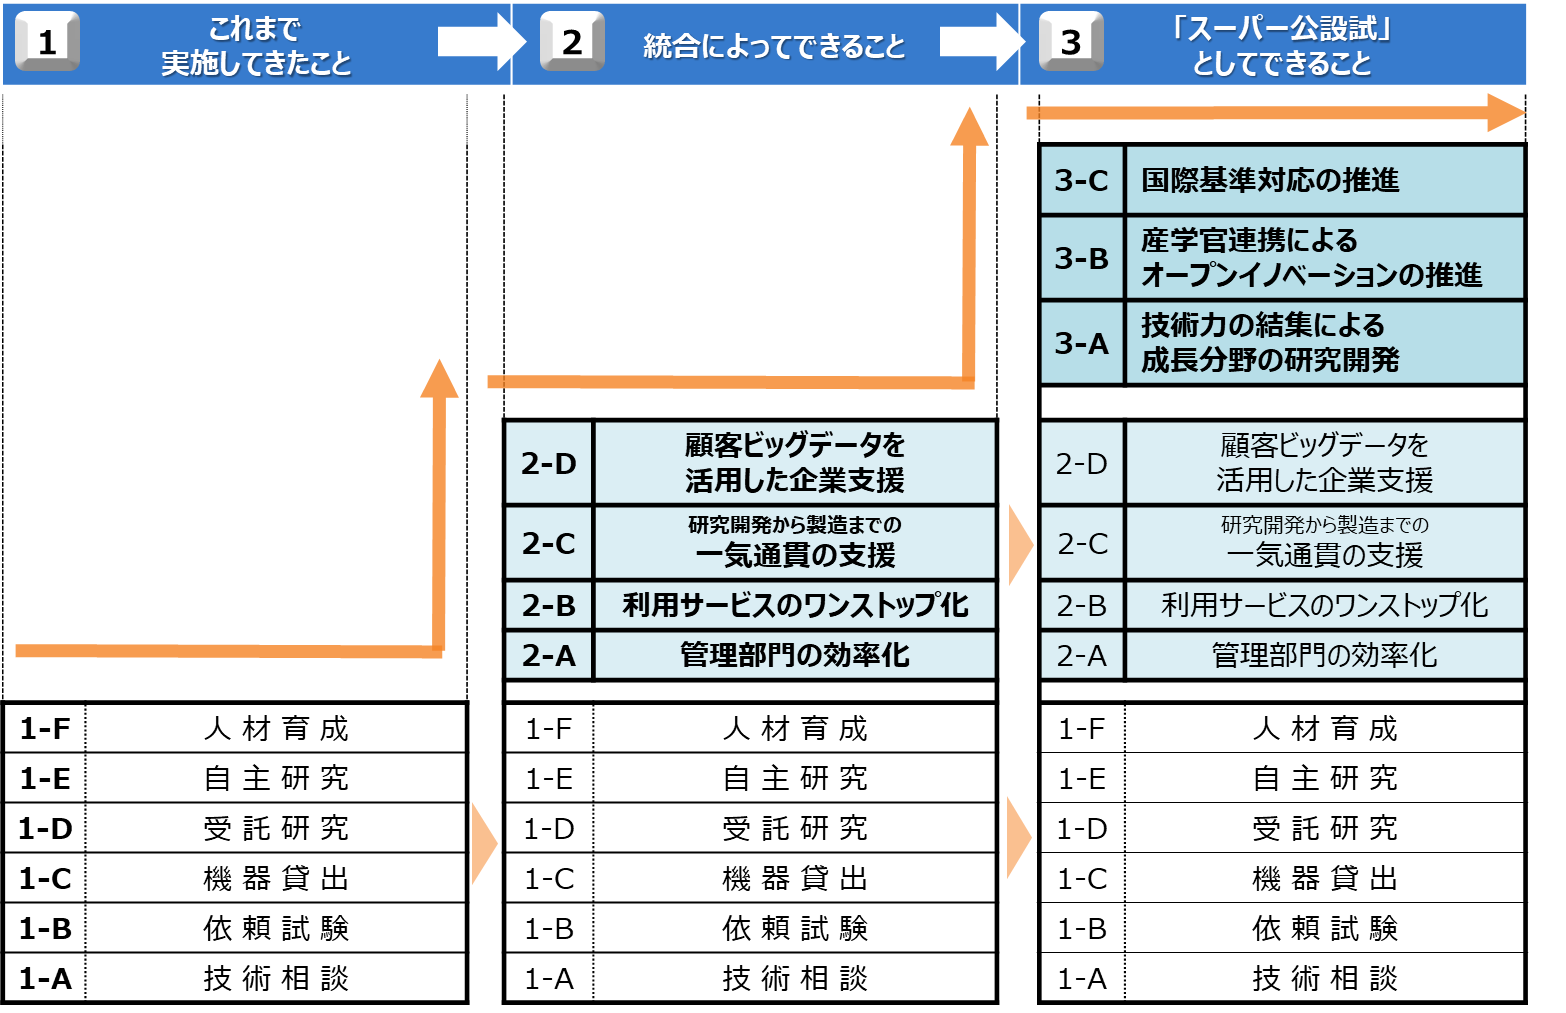 1
これまで
実施してきたこと
2
統合によってできること
3
「スーパー公設試」
としてできること
3-C 国際基準対応の推進
3-B 産学官連携による
オープンイノベーションの推進
3-A 技術力の結集による
成長分野の研究開発
2-D 顧客ビッグデータを
活用した企業支援
2-C 研究開発から製造までの
一気通貫の支援
2-B 利用サービスのワンストップ化
2-A 管理部門の効率化
2-D 顧客ビッグデータを
活用した企業支援
2-C 研究開発から製造までの
一気通貫の支援
2-B 利用サービスのワンストップ化
2-A 管理部門の効率化
1-F 人材育成
1-E 自主研究
1-D 受託研究
1-C 機器貸出
1-B 依頼試験
1-A 技術相談
1-F 人材育成
1-E 自主研究
1-D 受託研究
1-C 機器貸出
1-B 依頼試験
1-A 技術相談
1-F 人材育成
1-E 自主研究
1-D 受託研究
1-C 機器貸出
1-B 依頼試験
1-A 技術相談